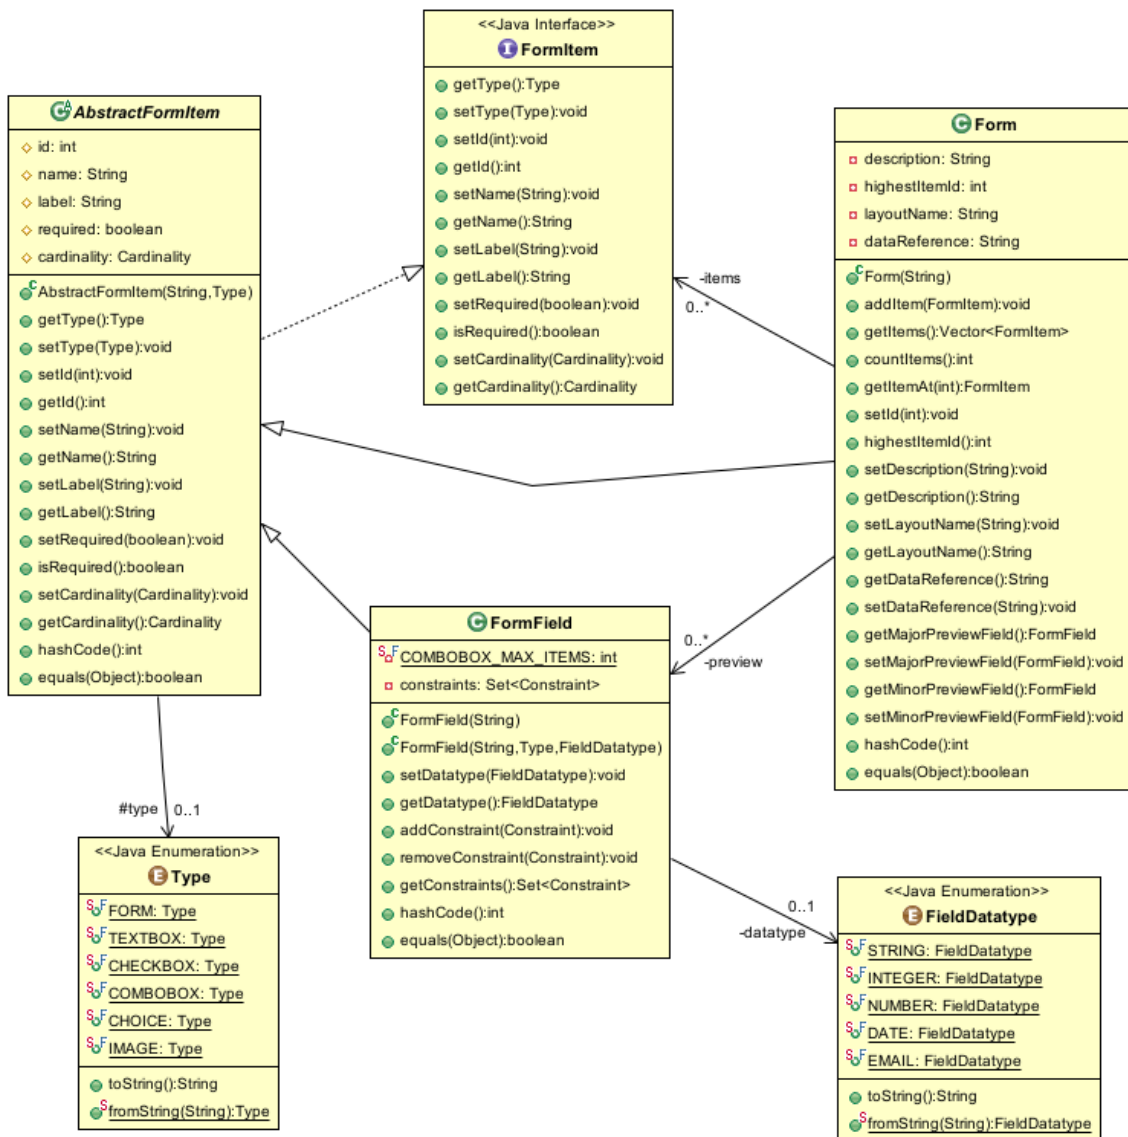 <<Java Interface>>
FormItem
getType():Type
setType(Type):void
setId(int):void
getId():int
setName(String):void
getName():String
setLabel(String):void
getLabel():String
setRequired(boolean):void
isRequired():boolean
setCardinality(Cardinality):void
getCardinality():Cardinality
AbstractFormItem
id: int
name: String
label: String
required: boolean
cardinality: Cardinality
AbstractFormItem(String,Type)
getType():Type
setType(Type):void
setId(int):void
getId():int
setName(String):void
getName():String
setLabel(String):void
getLabel():String
setRequired(boolean):void
isRequired():boolean
setCardinality(Cardinality):void
getCardinality():Cardinality
hashCode():int
equals(Object):boolean
Form
description: String
highestItemId: int
layoutName: String
dataReference: String
Form(String)
addItem(FormItem):void
getItems():Vector<FormItem>
countItems():int
getItemAt(int):FormItem
setId(int):void
highestItemId():int
setDescription(String):void
getDescription():String
setLayoutName(String):void
getLayoutName():String
getDataReference():String
setDataReference(String):void
getMajorPreviewField():FormField
setMajorPreviewField(FormField):void
getMinorPreviewField():FormField
setMinorPreviewField(FormField):void
hashCode():int
equals(Object):boolean
-items
0..*
0..*
-preview
FormField
COMBOBOX_MAX_ITEMS: int
constraints: Set<Constraint>
FormField(String)
FormField(String,Type,FieldDatatype)
setDatatype(FieldDatatype):void
getDatatype():FieldDatatype
addConstraint(Constraint):void
removeConstraint(Constraint):void
getConstraints():Set<Constraint>
hashCode():int
equals(Object):boolean
#type 0..1
<<Java Enumeration>>
Type
FORM: Type
TEXTBOX: Type
CHECKBOX: Type
COMBOBOX: Type
CHOICE: Type
IMAGE: Type
toString():String
fromString(String):Type
0..1
-datatype
<<Java Enumeration>>
FieldDatatype
STRING: FieldDatatype
INTEGER: FieldDatatype
NUMBER: FieldDatatype
DATE: FieldDatatype
EMAIL: FieldDatatype
toString():String
fromString(String):FieldDatatype